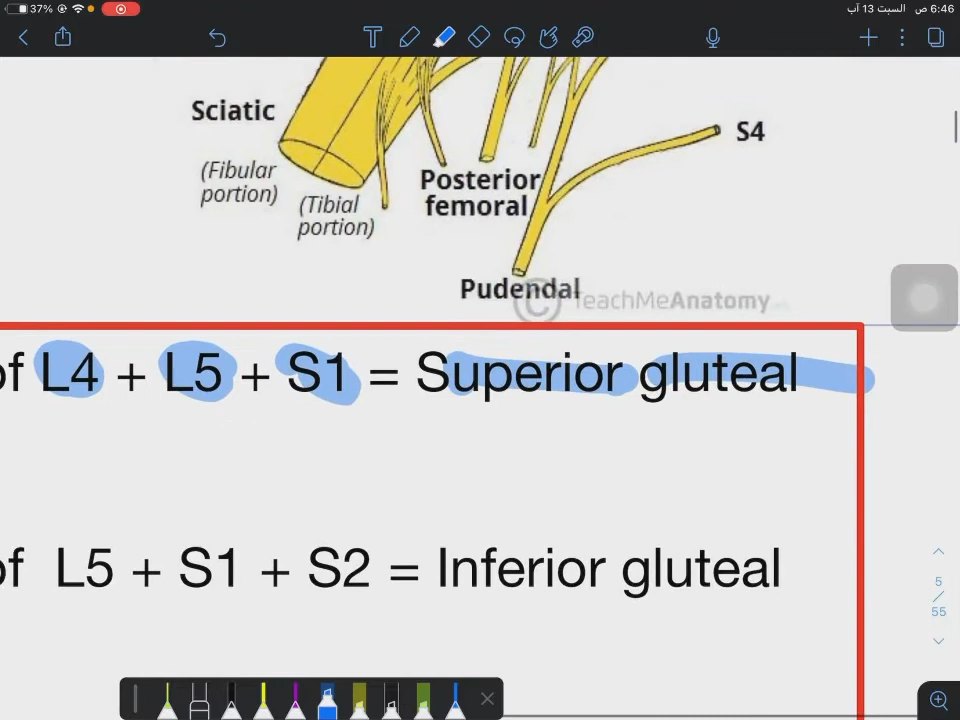 37%
السبت 13 آب 6:46 ص
Sciatic
(Fibular
portion)
(Tibial
portion)
Posterior
femoral
S4
Pudendal
© TeachMeAnatomy
of L4 + L5 + S1 = Superior gluteal
of L5 + S1 + S2 = Inferior gluteal
5
/
55